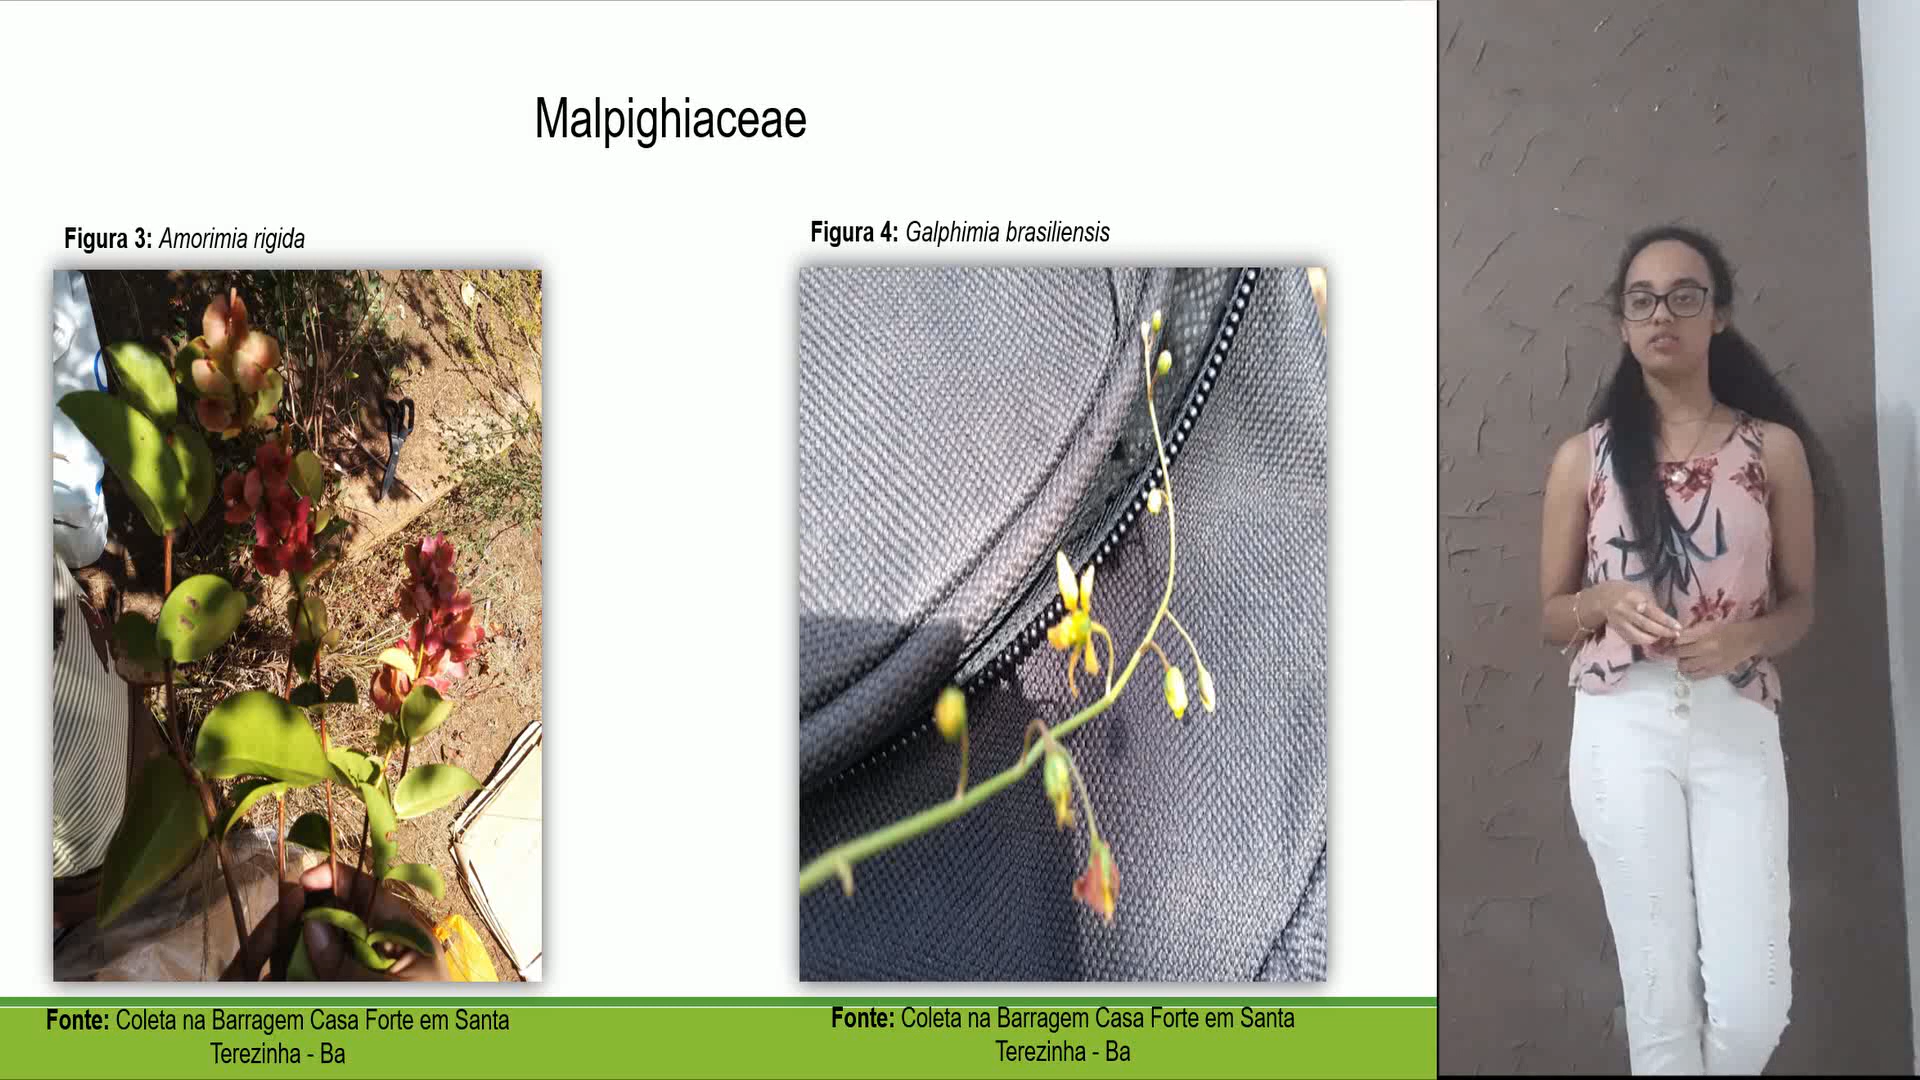 Malpighiaceae
Figura 3: Amorimia rigida
Figura 4: Galphimia brasiliensis
Fonte: Coleta na Barragem Casa Forte em Santa
Terezinha - Ba
Fonte: Coleta na Barragem Casa Forte em Santa
Terezinha - Ba